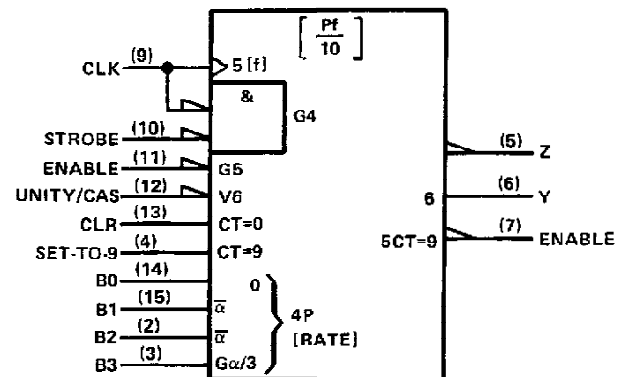 [ Pf/10 ]
CLK (9) 5 [f]
&
G4
STROBE (10)
ENABLE (11) G5
UNITY/CAS (12) V6
CLR (13) CT=0
SET-TO-9 (4) CT=9
B0 (14) 0
B1 (15) α̅
B2 (2) α̅
B3 (3) Gα/3
4P
[RATE]
(5) Z
6 (6) Y
5CT=9 (7) ENABLE